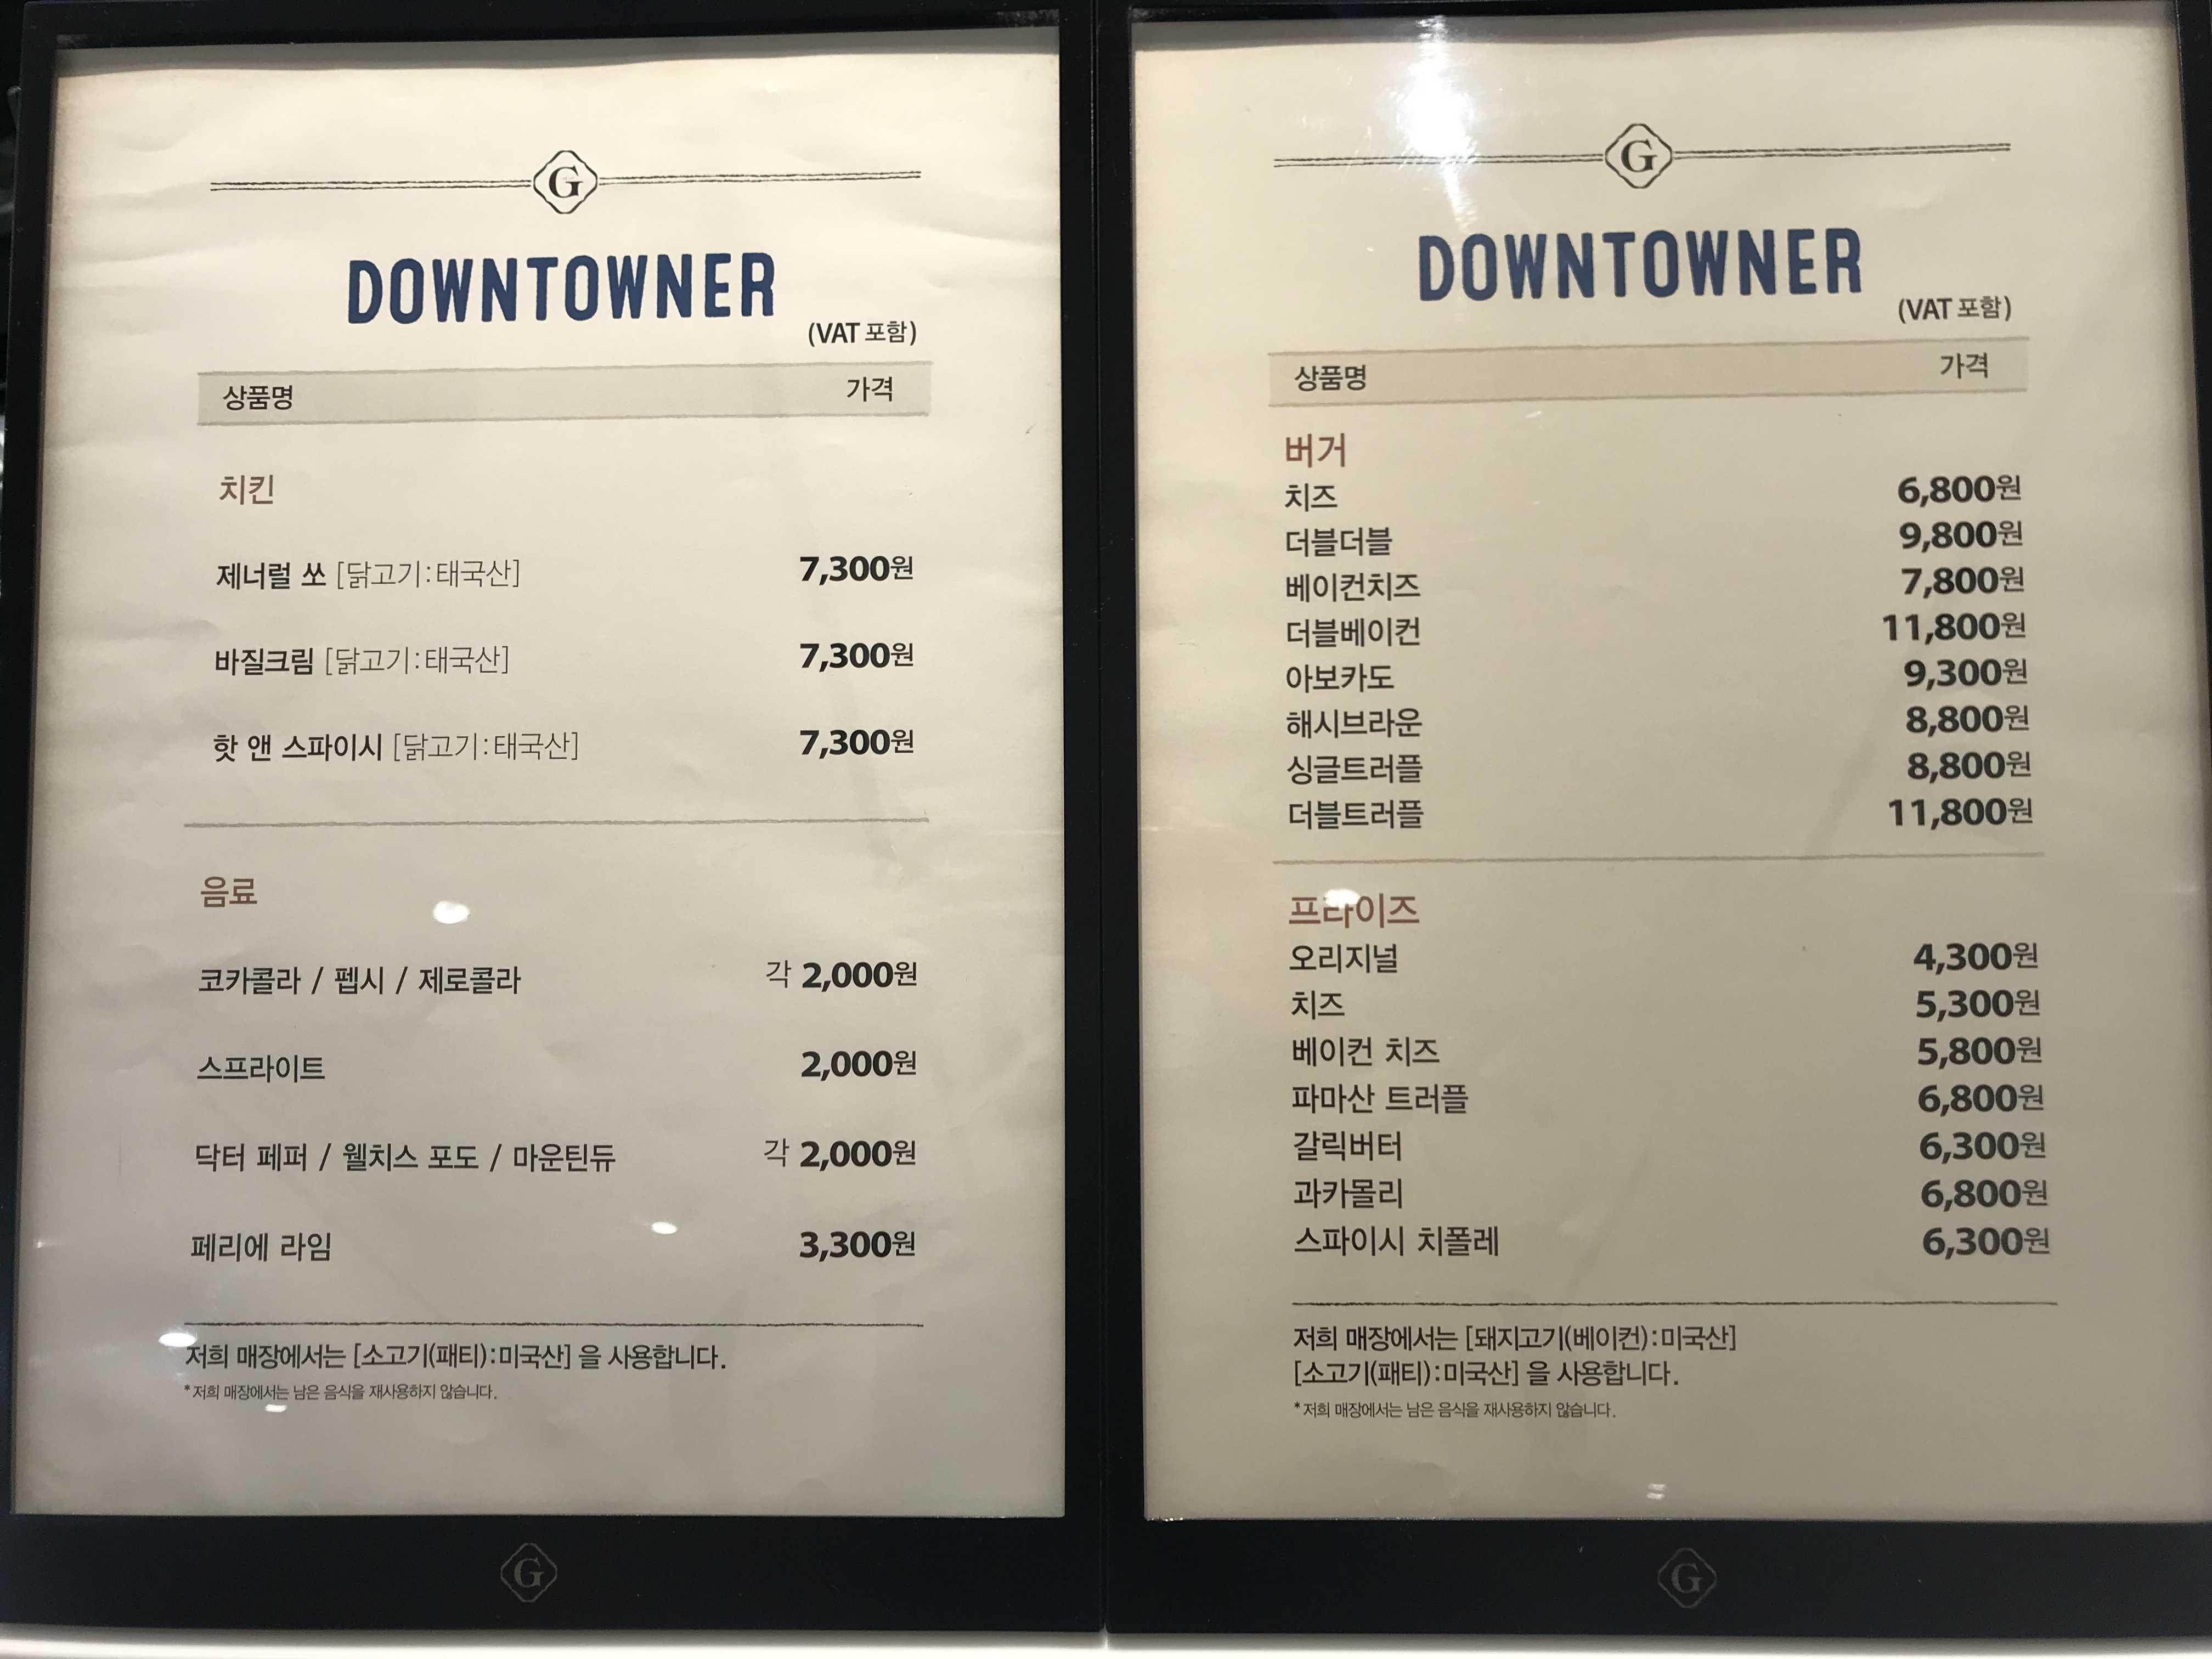 G
DOWNTOWNER
(VAT 포함)
상품명 가격
치킨
제너럴 쏘 [닭고기:태국산] 7,300원
바질크림 [닭고기:태국산] 7,300원
핫 앤 스파이시 [닭고기:태국산] 7,300원
음료
코카콜라 / 펩시 / 제로콜라 각 2,000원
스프라이트 2,000원
닥터 페퍼 / 웰치스 포도 / 마운틴듀 각 2,000원
페리에 라임 3,300원
저희 매장에서는 [소고기(패티):미국산] 을 사용합니다.
*저희 매장에서는 남은 음식을 재사용하지 않습니다.
G
G
DOWNTOWNER
(VAT 포함)
상품명 가격
버거
치즈 6,800원
더블더블 9,800원
베이컨치즈 7,800원
더블베이컨 11,800원
아보카도 9,300원
해시브라운 8,800원
싱글트러플 8,800원
더블트러플 11,800원
프라이즈
오리지널 4,300원
치즈 5,300원
베이컨 치즈 5,800원
파마산 트러플 6,800원
갈릭버터 6,300원
과카몰리 6,800원
스파이시 치폴레 6,300원
저희 매장에서는 [돼지고기(베이컨):미국산]
[소고기(패티):미국산] 을 사용합니다.
*저희 매장에서는 남은 음식을 재사용하지 않습니다.
G